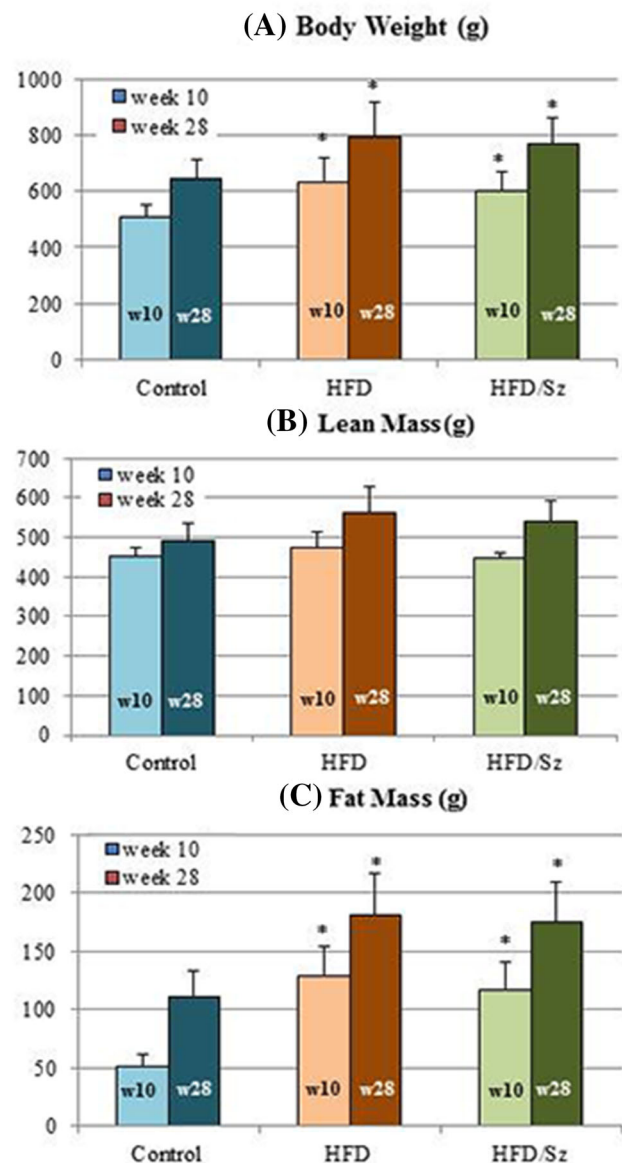 (A) Body Weight (g)
1000
800
600
400
200
0
week 10
week 28
*
*
*
*
w10
w28
w10
w28
w10
w28
Control
HFD
HFD/Sz
(B) Lean Mass(g)
700
600
500
400
300
200
100
0
week 10
week 28
w10
w28
w10
w28
w10
w28
Control
HFD
HFD/Sz
(C) Fat Mass (g)
250
200
150
100
50
0
week 10
week 28
*
*
*
*
w10
w28
w10
w28
w10
w28
Control
HFD
HFD/Sz